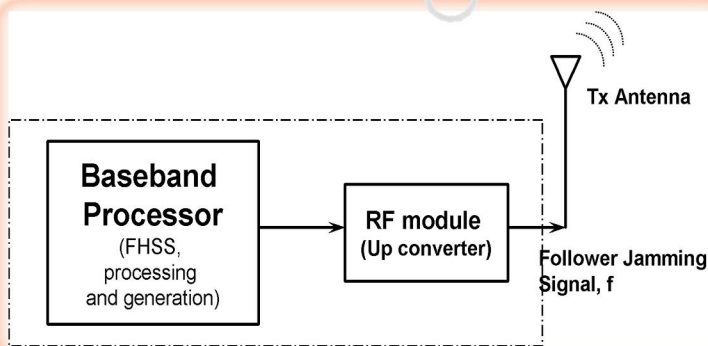 Baseband
Processor
(FHSS,
processing
and generation)
RF module
(Up converter)
Tx Antenna
Follower Jamming
Signal, f